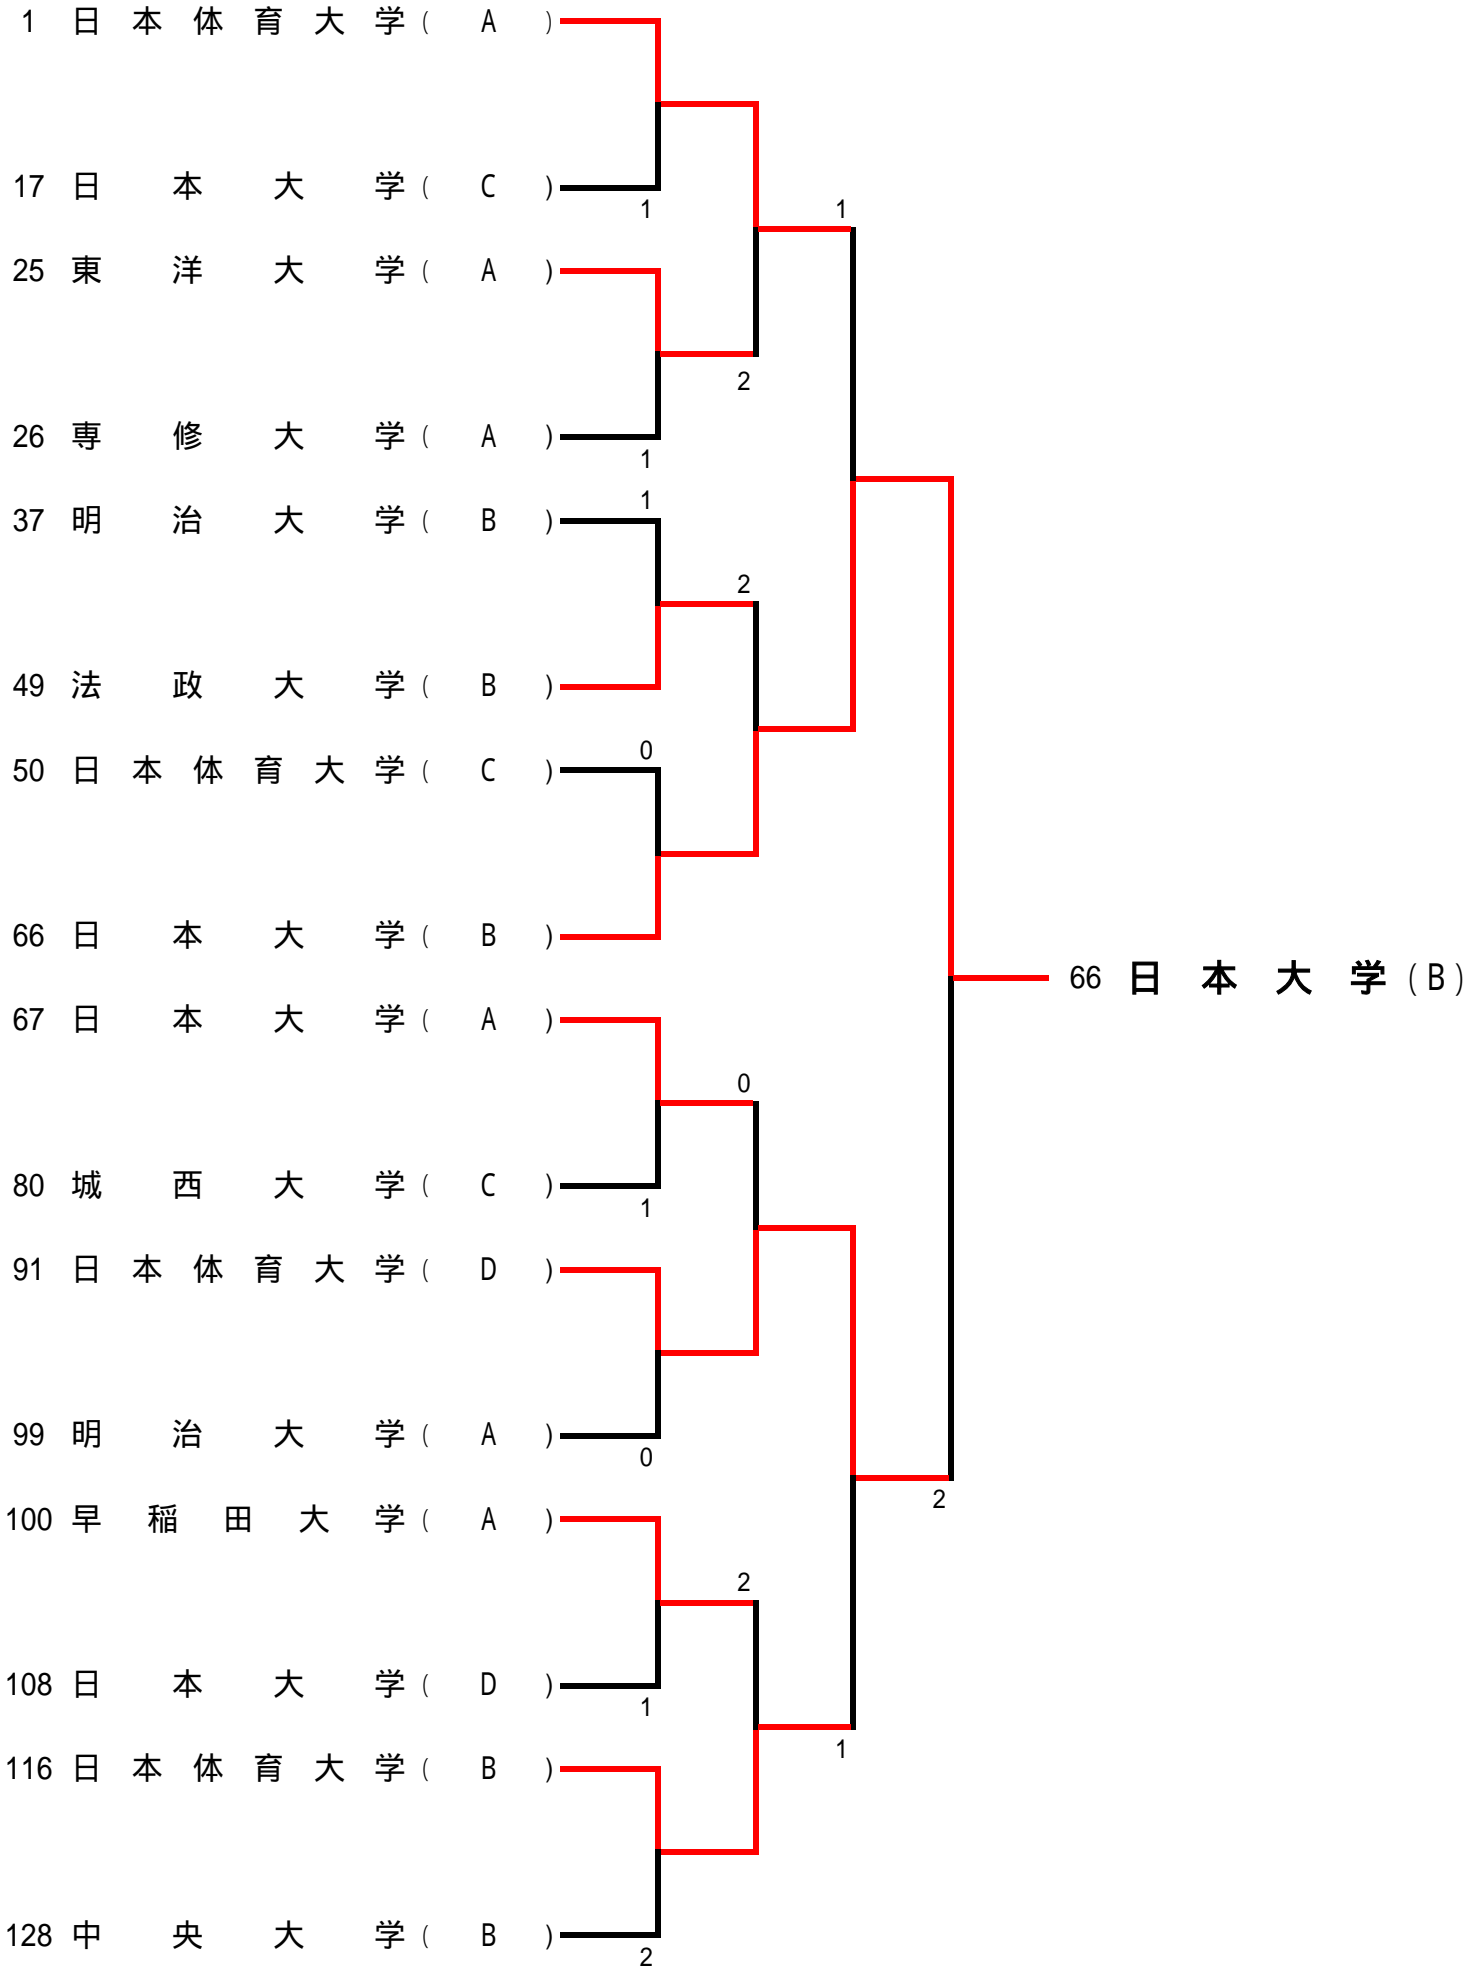 1 日本体育大学(A)
17 日本大学(C)
1 1
25 東洋大学(A)
2
26 専修大学(A)
1
1
37 明治大学(B)
2
49 法政大学(B)
0
50 日本体育大学(C)
66 日本大学(B)
66 日本大学(B)
67 日本大学(A)
0
80 城西大学(C)
1
91 日本体育大学(D)
99 明治大学(A)
0
2
100 早稲田大学(A)
2
108 日本大学(D)
1
1
116 日本体育大学(B)
128 中央大学(B)
2